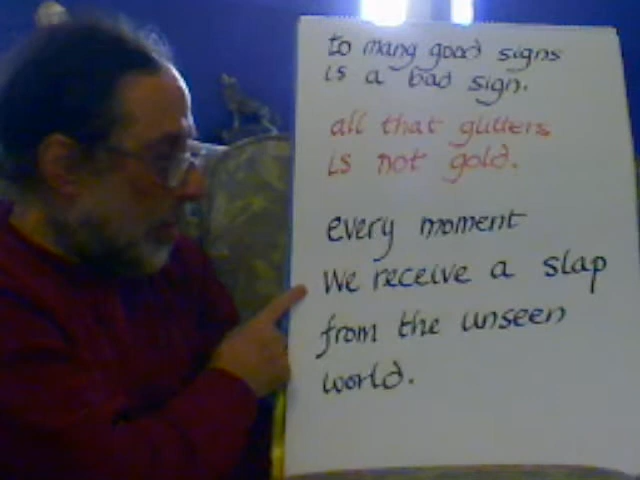 to many good signs
is a bad sign.
all that glitters
is not gold.
every moment
We receive a slap
from the unseen
world.